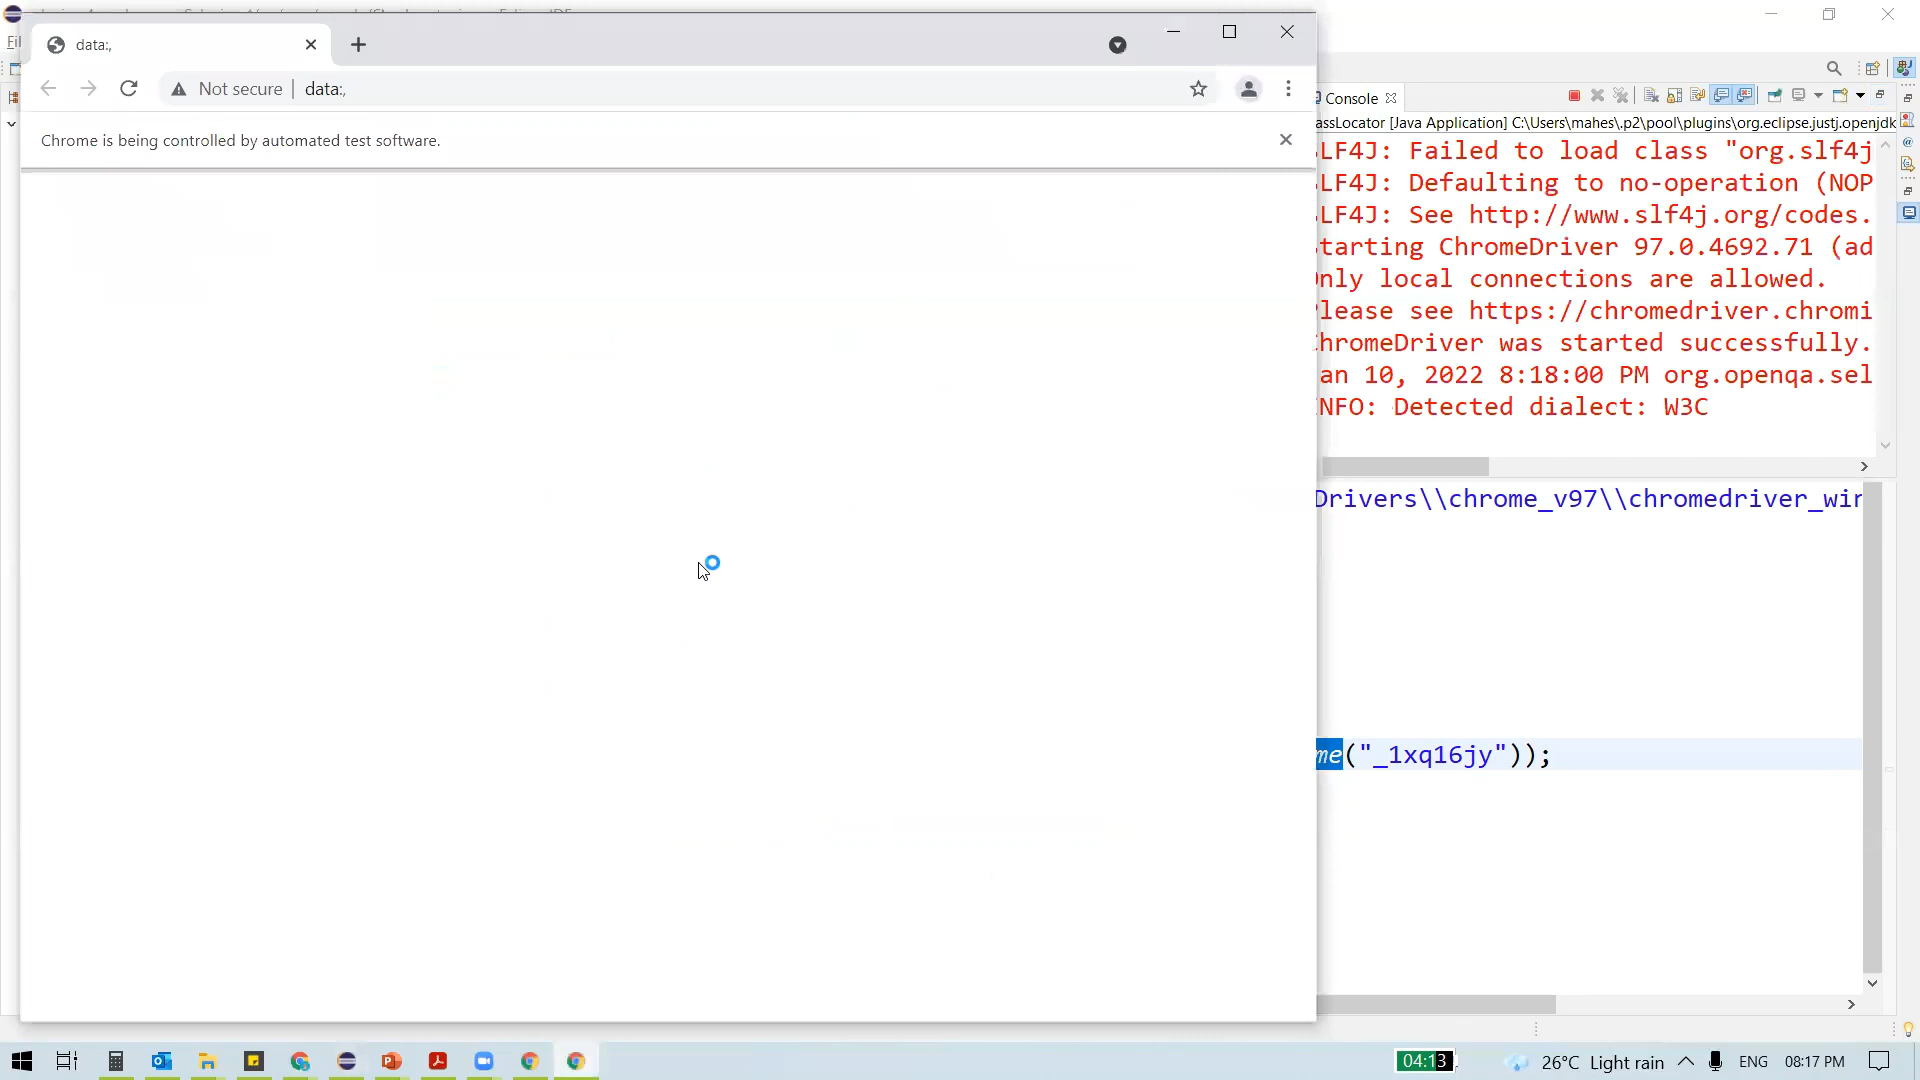 data:,
Not secure
data:,
Chrome is being controlled by automated test software.
Console
assLocator [Java Application] C:\Users\mahes\.p2\pool\plugins\org.eclipse.justj.openjdk
LF4J: Failed to load class "org.slf4j
LF4J: Defaulting to no-operation (NOP
LF4J: See http://www.slf4j.org/codes.
tarting ChromeDriver 97.0.4692.71 (ad
nly local connections are allowed.
lease see https://chromedriver.chromi
hromeDriver was started successfully.
an 10, 2022 8:18:00 PM org.openqa.sel
NFO: Detected dialect: W3C
Drivers\\chrome_v97\\chromedriver_wir
me("_1xq16jy"));
04:13
26°C Light rain
ENG
08:17 PM